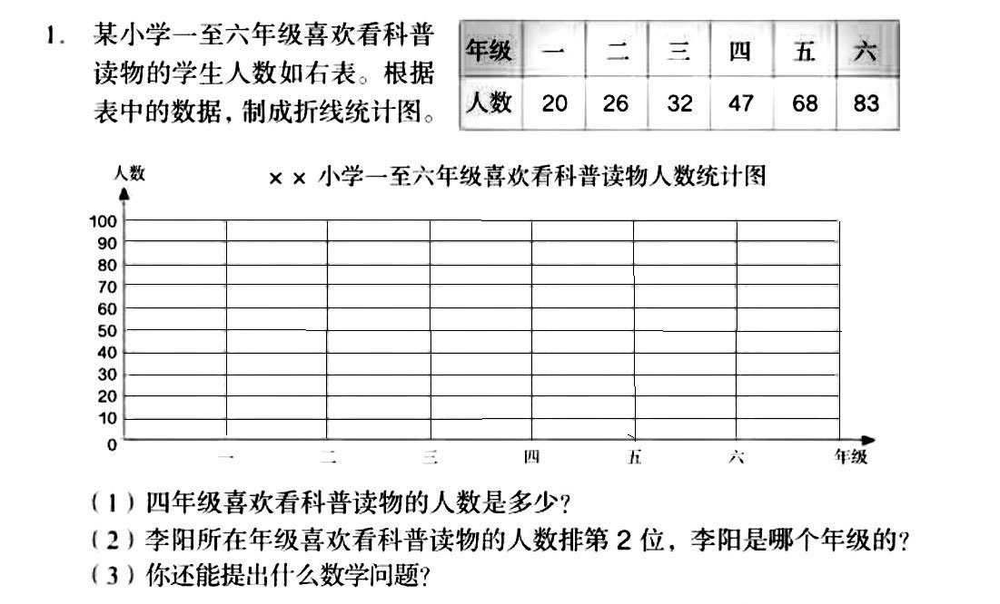 1. 某小学一至六年级喜欢看科普
读物的学生人数如右表。根据
表中的数据，制成折线统计图。
年级 一 二 三 四 五 六
人数 20 26 32 47 68 83
人数
××小学一至六年级喜欢看科普读物人数统计图
100
90
80
70
60
50
40
30
20
10
0
一 二 三 四 五 六 年级
（1）四年级喜欢看科普读物的人数是多少？
（2）李阳所在年级喜欢看科普读物的人数排第 2 位，李阳是哪个年级的？
（3）你还能提出什么数学问题？